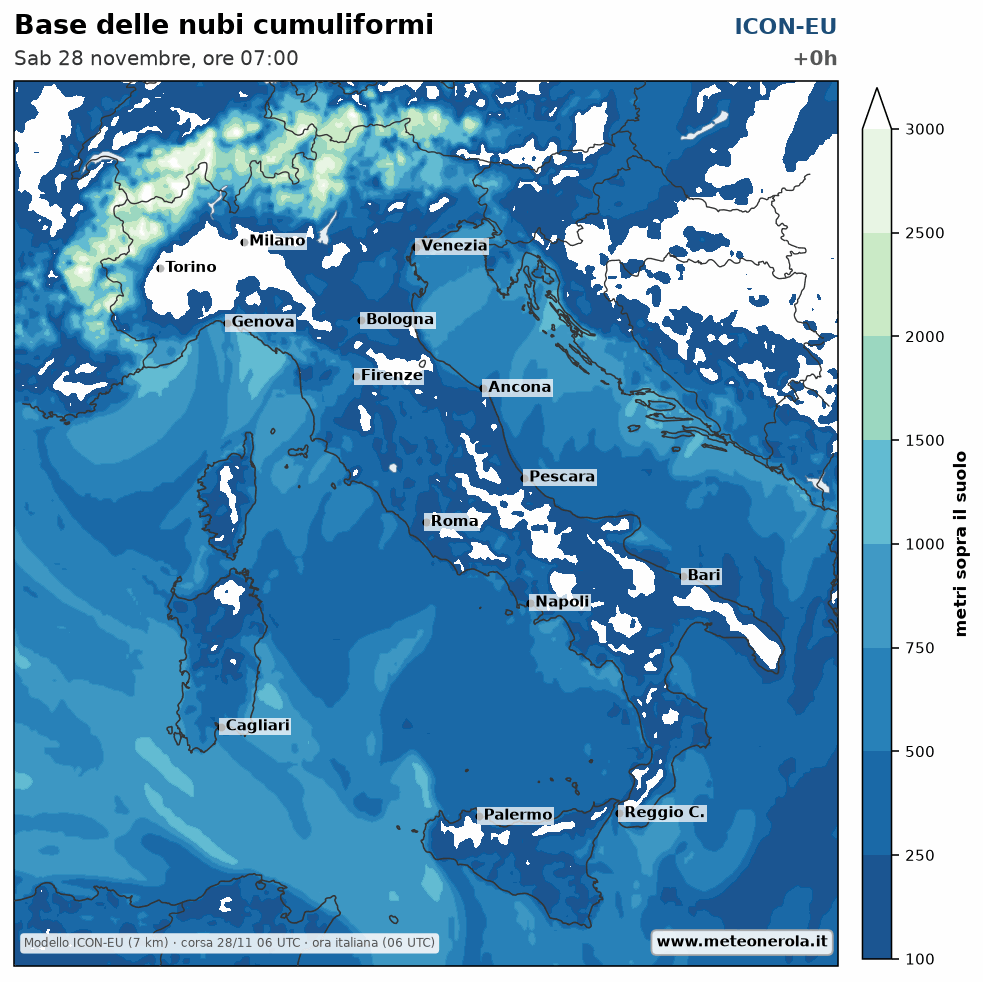 Base delle nubi cumuliformi
ICON-EU
Sab 28 novembre, ore 07:00
+0h
Milano
Venezia
Torino
Genova
Bologna
Firenze
Ancona
Pescara
Roma
Bari
Napoli
Cagliari
Palermo
Reggio C.
3000
2500
2000
1500
1000
750
500
250
100
metri sopra il suolo
Modello ICON-EU (7 km) · corsa 28/11 06 UTC · ora italiana (06 UTC)
www.meteonerola.it